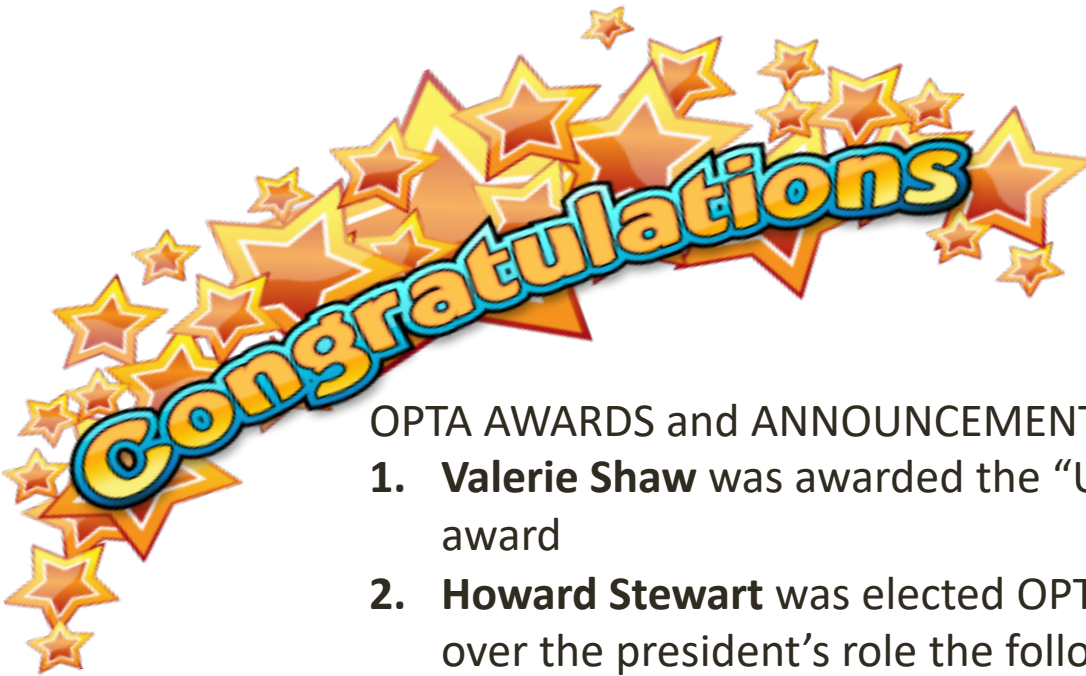 Congratulations
OPTA AWARDS and ANNOUNCEMENT
1. Valerie Shaw was awarded the “U
award
2. Howard Stewart was elected OPT
over the president’s role the follo